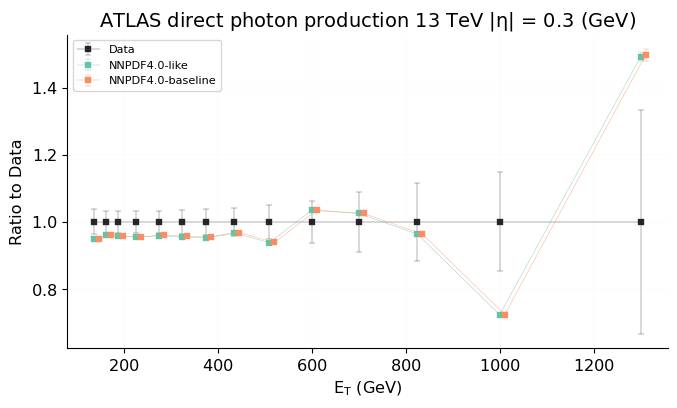 ATLAS direct photon production 13 TeV |η| = 0.3 (GeV)
Data
NNPDF4.0-like
NNPDF4.0-baseline
Ratio to Data
1.4
1.2
1.0
0.8
200 400 600 800 1000 1200
E_T (GeV)